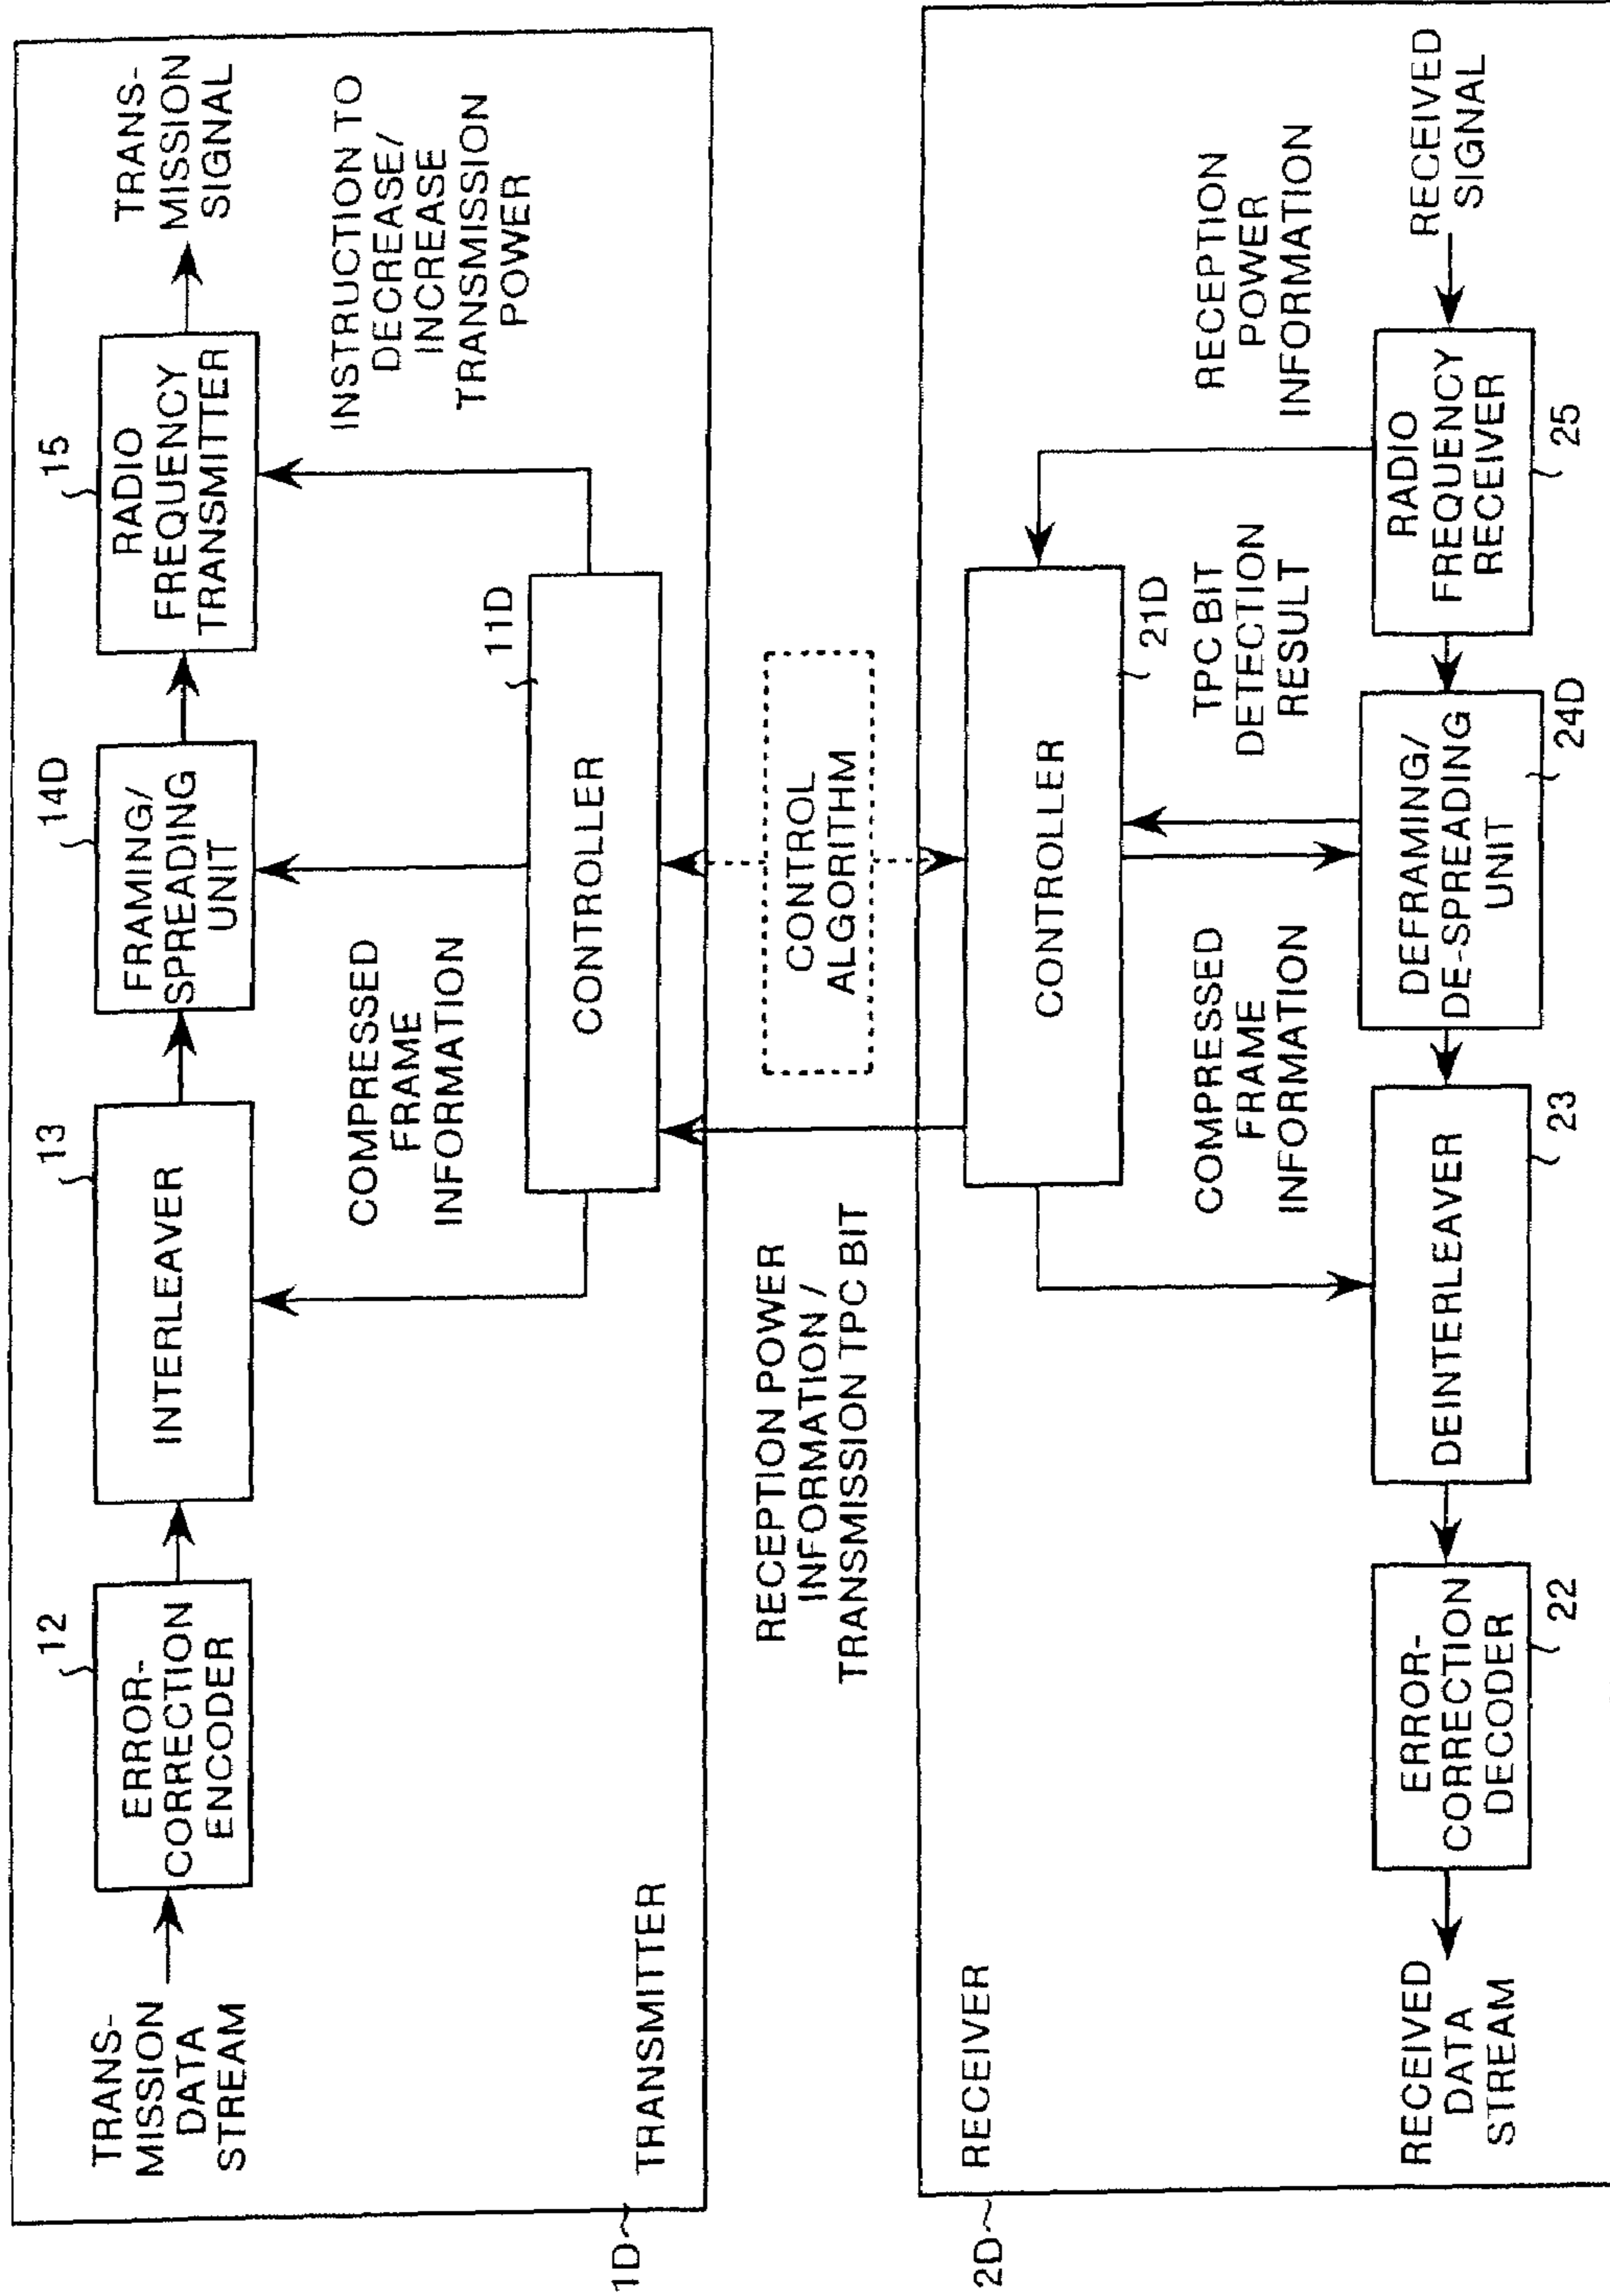 TRANS-
MISSION
DATA
STREAM
12
ERROR-
CORRECTION
ENCODER
13
INTERLEAVER
14D
FRAMING/
SPREADING
UNIT
15
RADIO
FREQUENCY
TRANSMITTER
TRANS-
MISSION
SIGNAL
COMPRESSED
FRAME
INFORMATION
INSTRUCTION TO
DECREASE/
INCREASE
TRANSMISSION
POWER
11D
CONTROLLER
TRANSMITTER
1D
RECEPTION POWER
INFORMATION /
TRANSMISSION TPC BIT
CONTROL
ALGORITHM
2D
RECEIVER
CONTROLLER
21D
COMPRESSED
FRAME
INFORMATION
TPC BIT
DETECTION
RESULT
RECEPTION
POWER
INFORMATION
RECEIVED
DATA
STREAM
ERROR-
CORRECTION
DECODER
22
DEINTERLEAVER
23
DEFRAMING/
DE-SPREADING
UNIT
24D
RADIO
FREQUENCY
RECEIVER
25
RECEIVED
SIGNAL